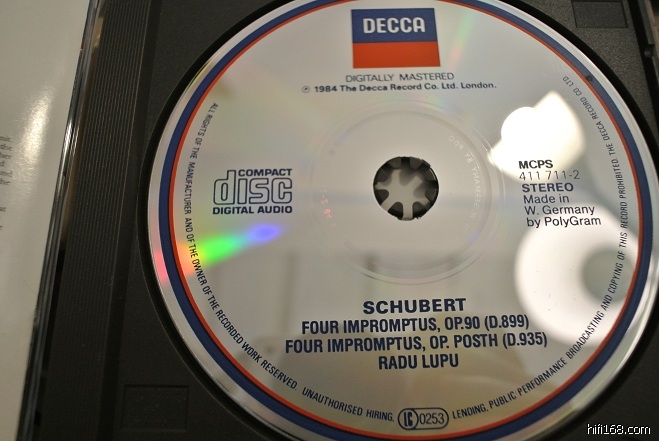 DECCA
DIGITALLY MASTERED
℗ 1984 The Decca Record Co. Ltd. London.
COMPACT
disc
DIGITAL AUDIO
MCPS
411 711-2
STEREO
Made in
W. Germany
by PolyGram
SCHUBERT
FOUR IMPROMPTUS, OP.90 (D.899)
FOUR IMPROMPTUS, OP. POSTH (D.935)
RADU LUPU
ALL RIGHTS OF THE MANUFACTURER AND OF THE OWNER OF THE RECORDED WORK RESERVED. UNAUTHORISED HIRING, LC 0253 LENDING, PUBLIC PERFORMANCE BROADCASTING AND COPYING OF THIS RECORD PROHIBITED. THE DECCA RECORD CO. LTD
hifi168.com